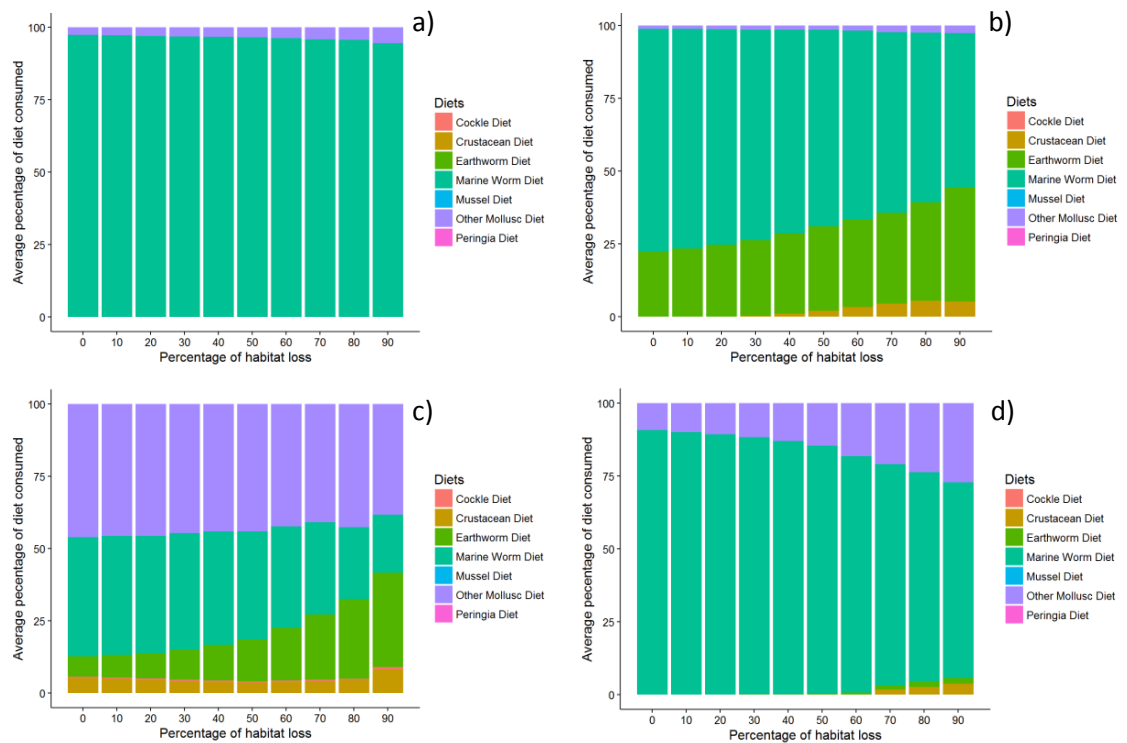 a)
Average pecentage of diet consumed
100
75
50
25
0
0 10 20 30 40 50 60 70 80 90
Percentage of habitat loss
Diets
Cockle Diet
Crustacean Diet
Earthworm Diet
Marine Worm Diet
Mussel Diet
Other Mollusc Diet
Peringia Diet
b)
Average pecentage of diet consumed
100
75
50
25
0
0 10 20 30 40 50 60 70 80 90
Percentage of habitat loss
Diets
Cockle Diet
Crustacean Diet
Earthworm Diet
Marine Worm Diet
Mussel Diet
Other Mollusc Diet
Peringia Diet
c)
Average pecentage of diet consumed
100
75
50
25
0
0 10 20 30 40 50 60 70 80 90
Percentage of habitat loss
Diets
Cockle Diet
Crustacean Diet
Earthworm Diet
Marine Worm Diet
Mussel Diet
Other Mollusc Diet
Peringia Diet
d)
Average pecentage of diet consumed
100
75
50
25
0
0 10 20 30 40 50 60 70 80 90
Percentage of habitat loss
Diets
Cockle Diet
Crustacean Diet
Earthworm Diet
Marine Worm Diet
Mussel Diet
Other Mollusc Diet
Peringia Diet